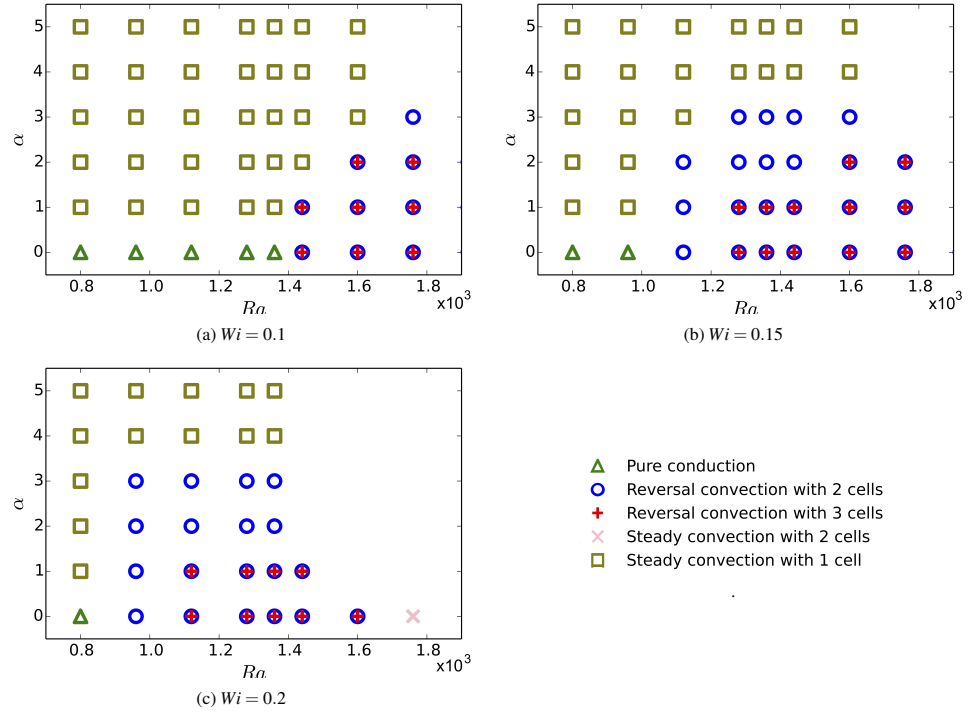 5
4
3
2
1
0
α
0.8 1.0 1.2 1.4 1.6 1.8
x10³
Ra
(a) Wi = 0.1
5
4
3
2
1
0
α
0.8 1.0 1.2 1.4 1.6 1.8
x10³
Ra
(b) Wi = 0.15
5
4
3
2
1
0
α
0.8 1.0 1.2 1.4 1.6 1.8
x10³
Ra
(c) Wi = 0.2
Pure conduction
Reversal convection with 2 cells
Reversal convection with 3 cells
Steady convection with 2 cells
Steady convection with 1 cell
.